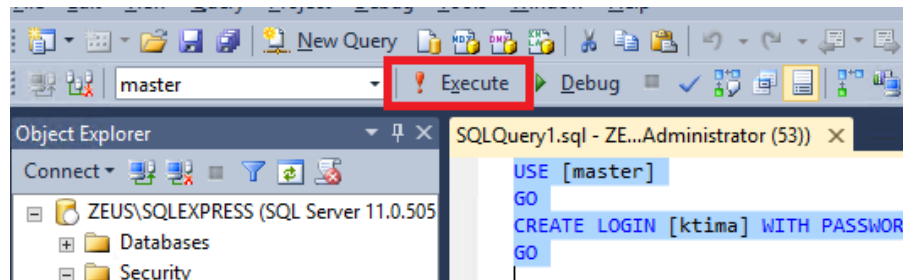 New Query
master
Execute
Debug
Object Explorer
SQLQuery1.sql - ZE...Administrator (53))
Connect
USE [master]
GO
ZEUS\SQLEXPRESS (SQL Server 11.0.505
CREATE LOGIN [ktima] WITH PASSWOR
Databases
GO
Security